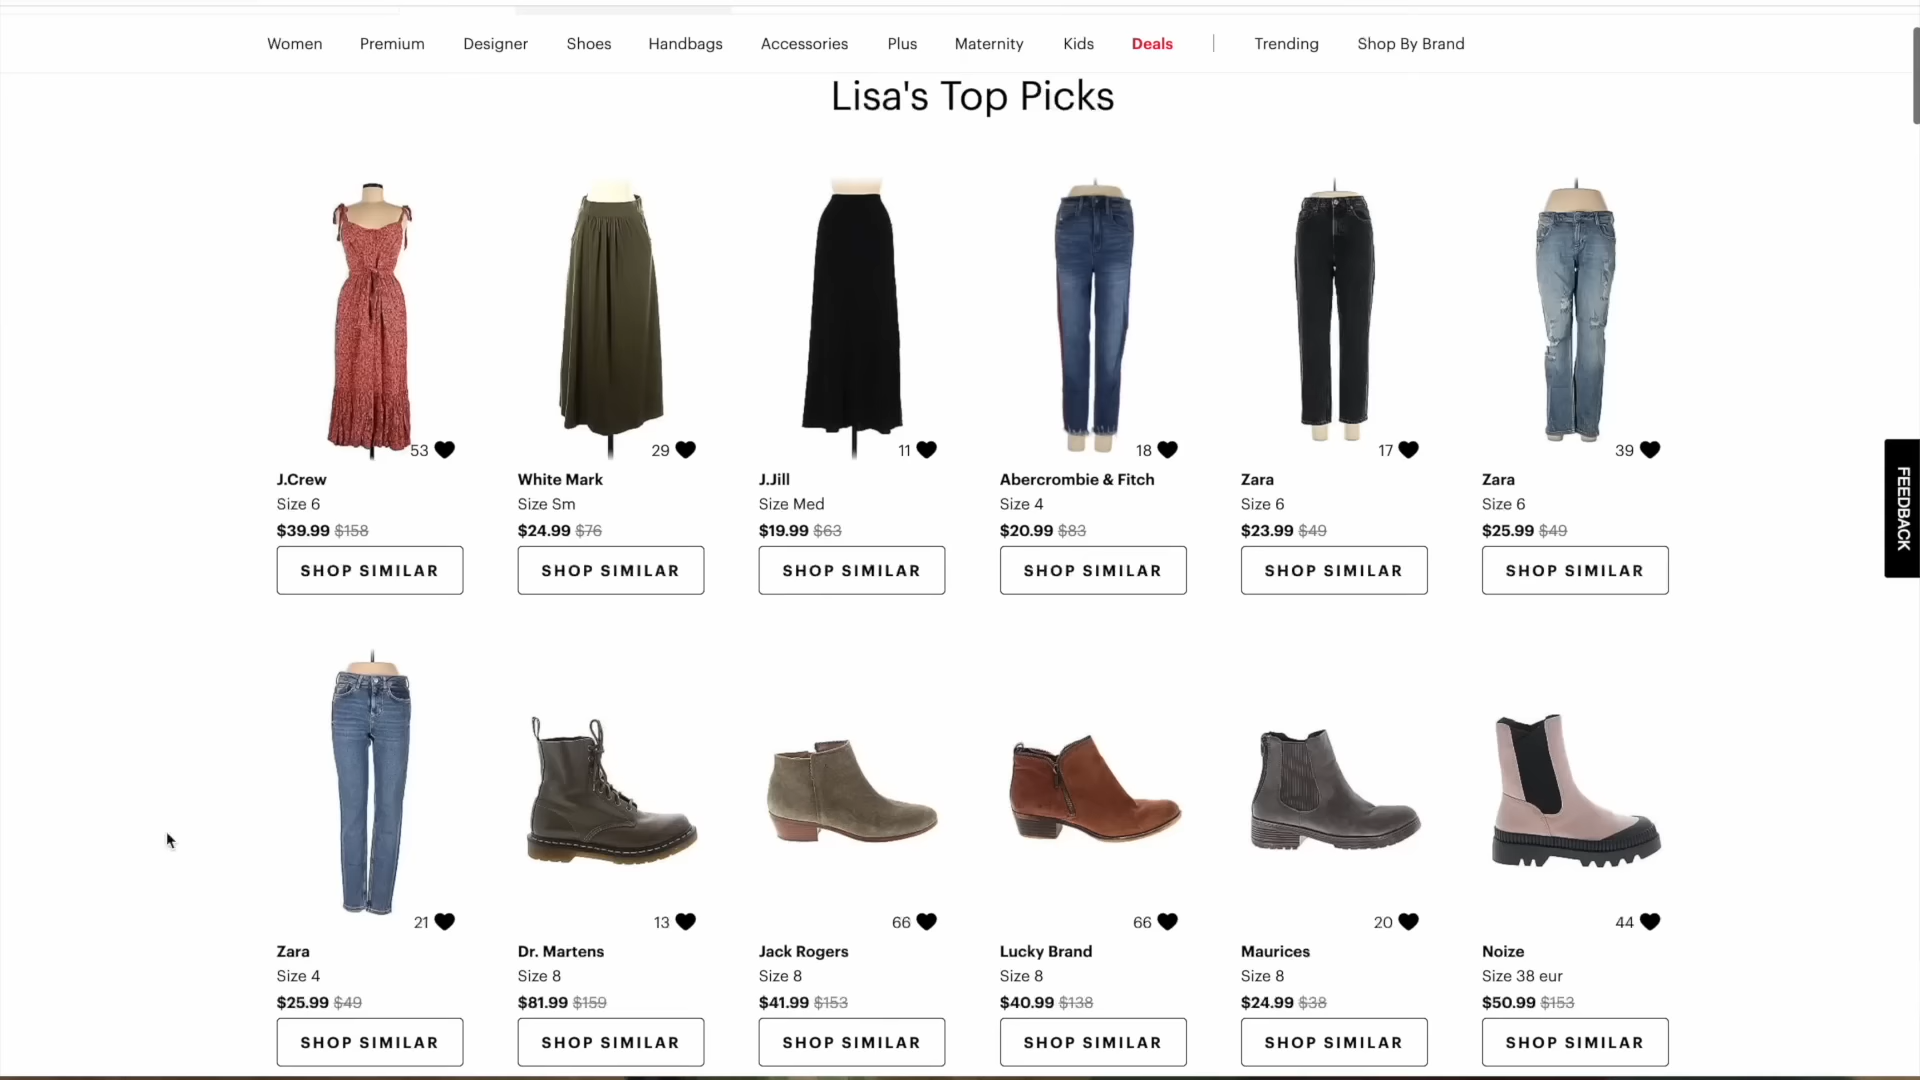 Women Premium Designer Shoes Handbags Accessories Plus Maternity Kids Deals | Trending Shop By Brand
Lisa's Top Picks
53 29 11 18 17 39
J.Crew White Mark J.Jill Abercrombie & Fitch Zara Zara
Size 6 Size Sm Size Med Size 4 Size 6 Size 6
$39.99 $158 $24.99 $76 $19.99 $63 $20.99 $83 $23.99 $49 $25.99 $49
SHOP SIMILAR SHOP SIMILAR SHOP SIMILAR SHOP SIMILAR SHOP SIMILAR SHOP SIMILAR
FEEDBACK
21 13 66 66 20 44
Zara Dr. Martens Jack Rogers Lucky Brand Maurices Noize
Size 4 Size 8 Size 8 Size 8 Size 8 Size 38 eur
$25.99 $49 $81.99 $159 $41.99 $153 $40.99 $138 $24.99 $38 $50.99 $153
SHOP SIMILAR SHOP SIMILAR SHOP SIMILAR SHOP SIMILAR SHOP SIMILAR SHOP SIMILAR